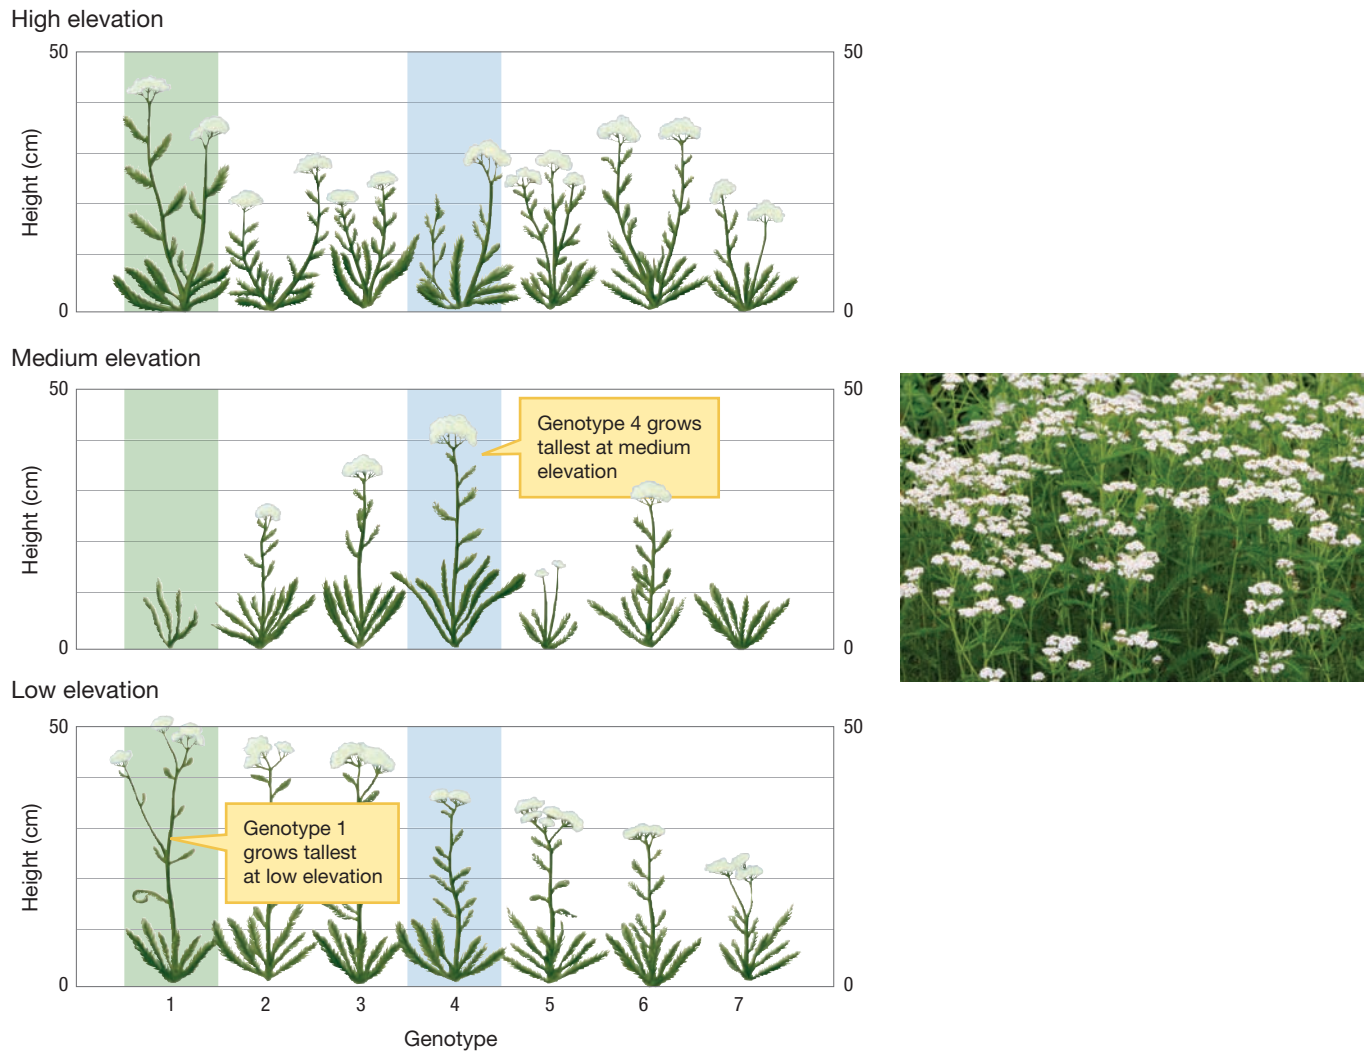 High elevation
50 50
Height (cm)
0 0
Medium elevation
50 50
Genotype 4 grows
tallest at medium
elevation
Height (cm)
0 0
Low elevation
50 50
Genotype 1
grows tallest
at low elevation
Height (cm)
0 0
1 2 3 4 5 6 7
Genotype